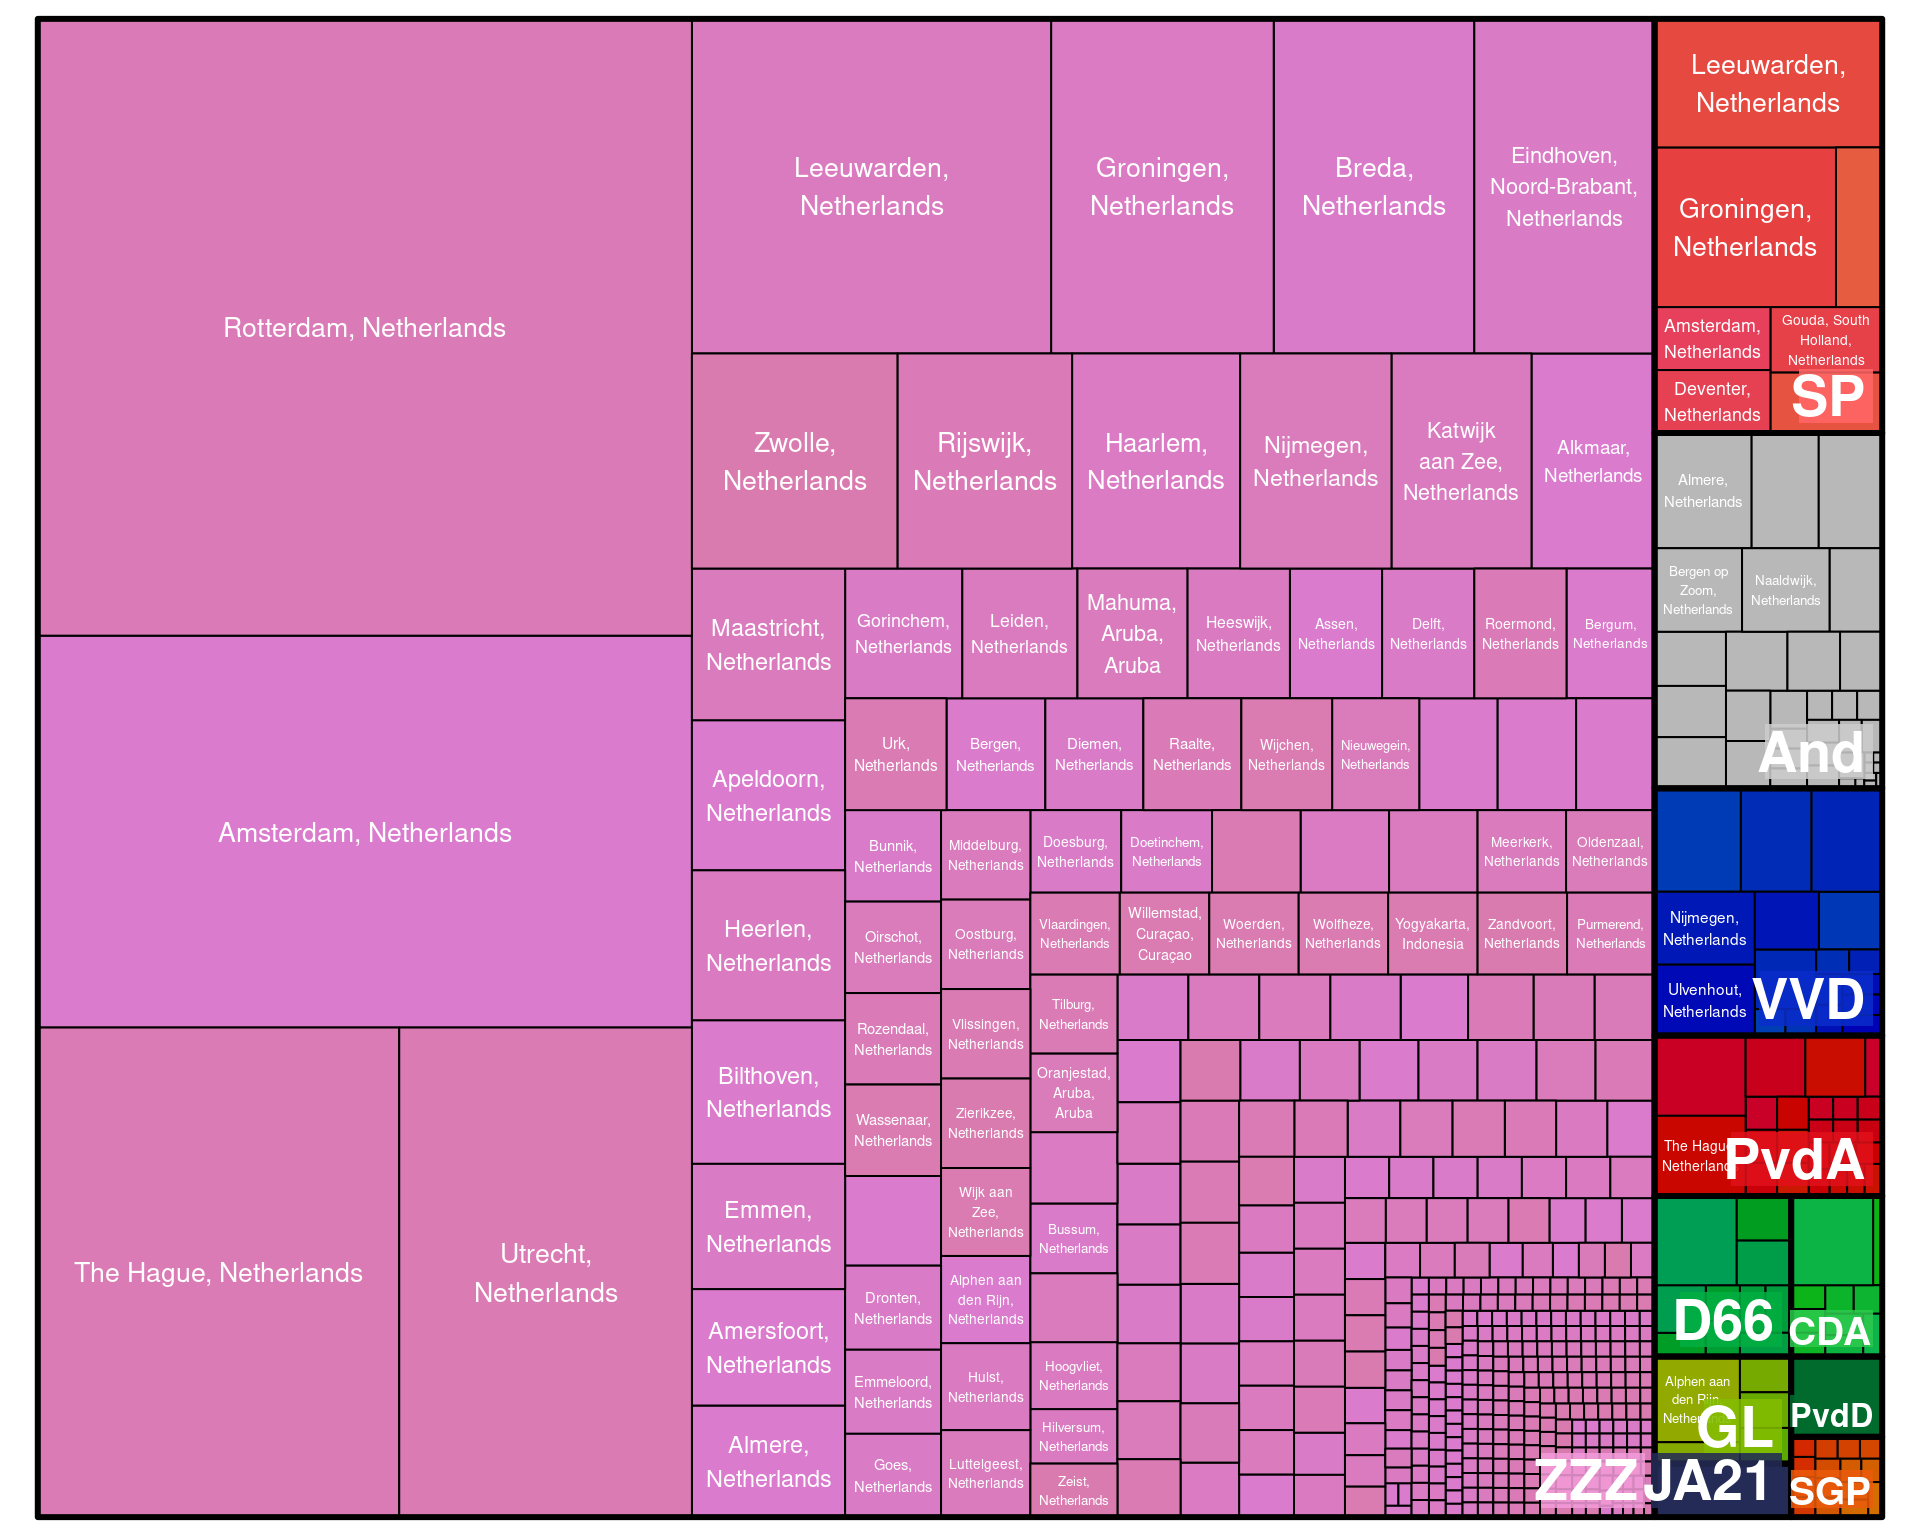 Rotterdam, Netherlands
Amsterdam, Netherlands
The Hague, Netherlands
Utrecht,
Netherlands
Leeuwarden,
Netherlands
Groningen,
Netherlands
Breda,
Netherlands
Eindhoven,
Noord-Brabant,
Netherlands
Zwolle,
Netherlands
Rijswijk,
Netherlands
Haarlem,
Netherlands
Nijmegen,
Netherlands
Katwijk
aan Zee,
Netherlands
Alkmaar,
Netherlands
Maastricht,
Netherlands
Apeldoorn,
Netherlands
Heerlen,
Netherlands
Bilthoven,
Netherlands
Emmen,
Netherlands
Amersfoort,
Netherlands
Almere,
Netherlands
Gorinchem,
Netherlands
Leiden,
Netherlands
Mahuma,
Aruba,
Aruba
Heeswijk,
Netherlands
Assen,
Netherlands
Delft,
Netherlands
Roermond,
Netherlands
Bergum,
Netherlands
Urk,
Netherlands
Bergen,
Netherlands
Diemen,
Netherlands
Raalte,
Netherlands
Wijchen,
Netherlands
Nieuwegein,
Netherlands
Bunnik,
Netherlands
Oirschot,
Netherlands
Rozendaal,
Netherlands
Wassenaar,
Netherlands
Dronten,
Netherlands
Emmeloord,
Netherlands
Goes,
Netherlands
Middelburg,
Netherlands
Oostburg,
Netherlands
Vlissingen,
Netherlands
Zierikzee,
Netherlands
Wijk aan
Zee,
Netherlands
Alphen aan
den Rijn,
Netherlands
Hulst,
Netherlands
Luttelgeest,
Netherlands
Doesburg,
Netherlands
Doetinchem,
Netherlands
Meerkerk,
Netherlands
Oldenzaal,
Netherlands
Vlaardingen,
Netherlands
Willemstad,
Curaçao,
Curaçao
Woerden,
Netherlands
Wolfheze,
Netherlands
Yogyakarta,
Indonesia
Zandvoort,
Netherlands
Purmerend,
Netherlands
Tilburg,
Netherlands
Oranjestad,
Aruba,
Aruba
Bussum,
Netherlands
Hoogvliet,
Netherlands
Hilversum,
Netherlands
Zeist,
Netherlands
ZZZ
Leeuwarden,
Netherlands
Groningen,
Netherlands
Amsterdam,
Netherlands
Gouda, South
Holland,
Netherlands
Deventer,
Netherlands
SP
Almere,
Netherlands
Bergen op
Zoom,
Netherlands
Naaldwijk,
Netherlands
And
Nijmegen,
Netherlands
Ulvenhout,
Netherlands
VVD
The Hague,
Netherlands
PvdA
D66
CDA
Alphen aan
den Rijn,
Netherlands
GL
PvdD
JA21
SGP